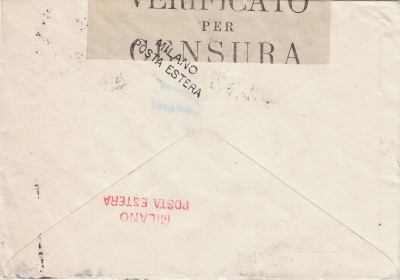 VERIFICATO
PER
CENSURA
MILANO
POSTA ESTERA
MILANO
POSTA ESTERA